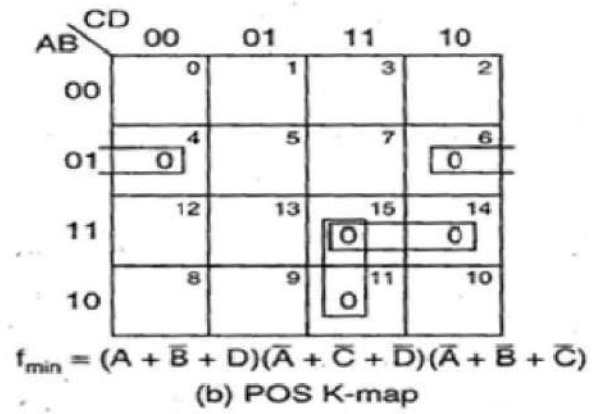 CD
AB 00 01 11 10
00 0 1 3 2
01 4 0 5 7 6 0
11 12 13 15 0 14 0
10 8 9 11 0 10
f_min = (A + B̅ + D)(A̅ + C̅ + D̅)(A̅ + B̅ + C̅)
(b) POS K-map